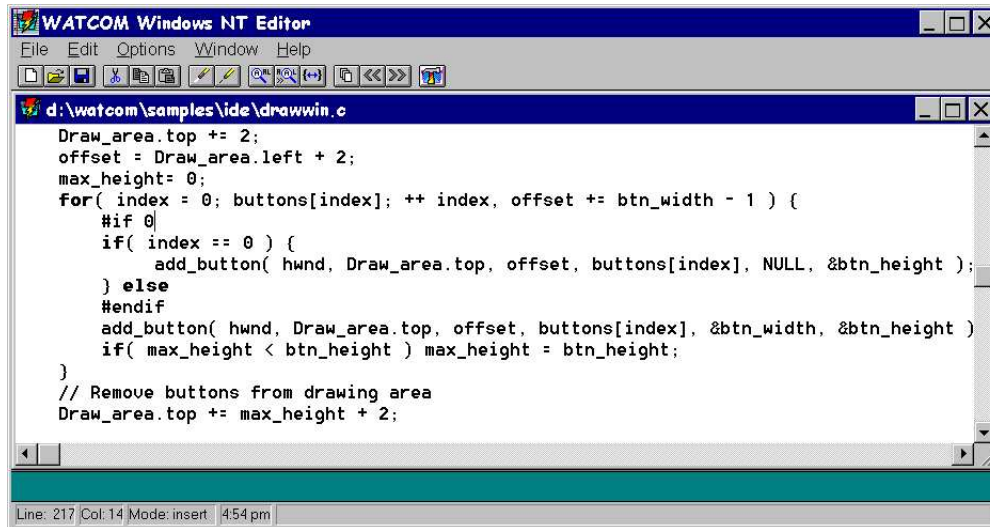 WATCOM Windows NT Editor
File Edit Options Window Help
d:\watcom\samples\ide\drawwin.c
Draw_area.top += 2;
offset = Draw_area.left + 2;
max_height= 0;
for( index = 0; buttons[index]; ++ index, offset += btn_width - 1 ) {
#if 0
if( index == 0 ) {
add_button( hwnd, Draw_area.top, offset, buttons[index], NULL, &btn_height );
} else
#endif
add_button( hwnd, Draw_area.top, offset, buttons[index], &btn_width, &btn_height )
if( max_height < btn_height ) max_height = btn_height;
}
// Remove buttons from drawing area
Draw_area.top += max_height + 2;
Line: 217 Col: 14 Mode: insert 4:54 pm